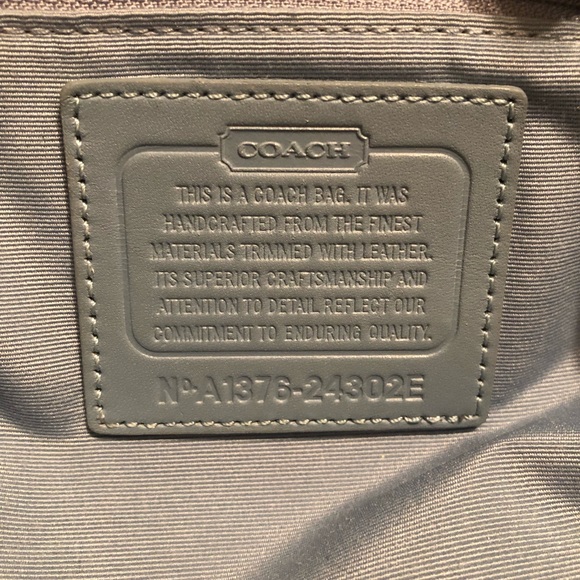 COACH
THIS IS A COACH BAG. IT WAS
HANDCRAFTED FROM THE FINEST
MATERIALS TRIMMED WITH LEATHER.
ITS SUPERIOR CRAFTSMANSHIP AND
ATTENTION TO DETAIL REFLECT OUR
COMMITMENT TO ENDURING QUALITY.
Nº A1376-24302E